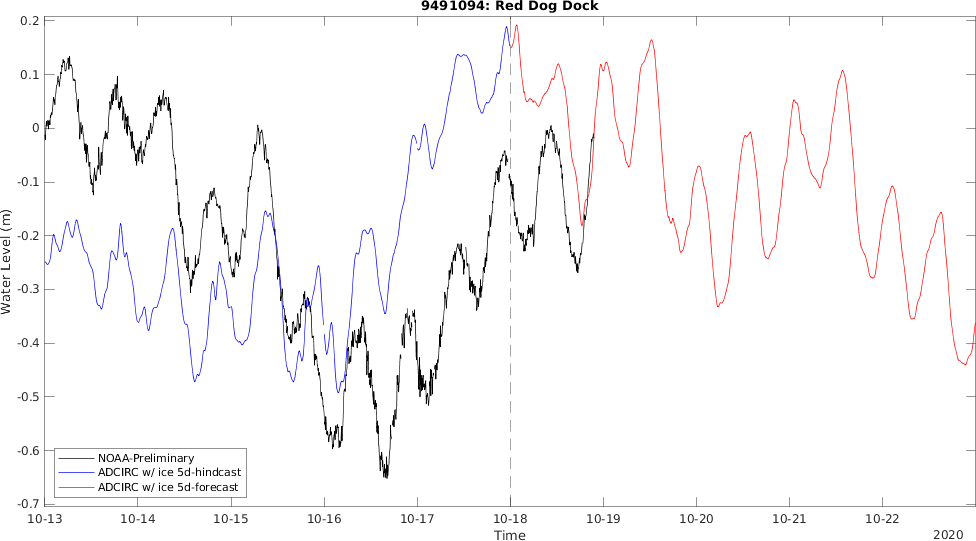 9491094: Red Dog Dock
Water Level (m)
0.2
0.1
0
-0.1
-0.2
-0.3
-0.4
-0.5
-0.6
-0.7
NOAA-Preliminary
ADCIRC w/ ice 5d-hindcast
ADCIRC w/ ice 5d-forecast
10-13 10-14 10-15 10-16 10-17 10-18 10-19 10-20 10-21 10-22
Time
2020